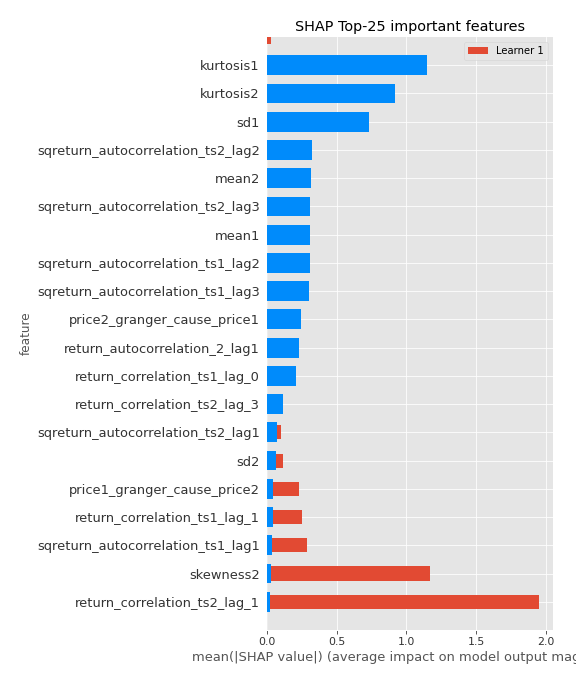 SHAP Top-25 important features
Learner 1
kurtosis1
kurtosis2
sd1
sqreturn_autocorrelation_ts2_lag2
mean2
sqreturn_autocorrelation_ts2_lag3
mean1
sqreturn_autocorrelation_ts1_lag2
sqreturn_autocorrelation_ts1_lag3
price2_granger_cause_price1
return_autocorrelation_2_lag1
return_correlation_ts1_lag_0
return_correlation_ts2_lag_3
sqreturn_autocorrelation_ts2_lag1
sd2
price1_granger_cause_price2
return_correlation_ts1_lag_1
sqreturn_autocorrelation_ts1_lag1
skewness2
return_correlation_ts2_lag_1
feature
0.0 0.5 1.0 1.5 2.0
mean(|SHAP value|) (average impact on model output mag